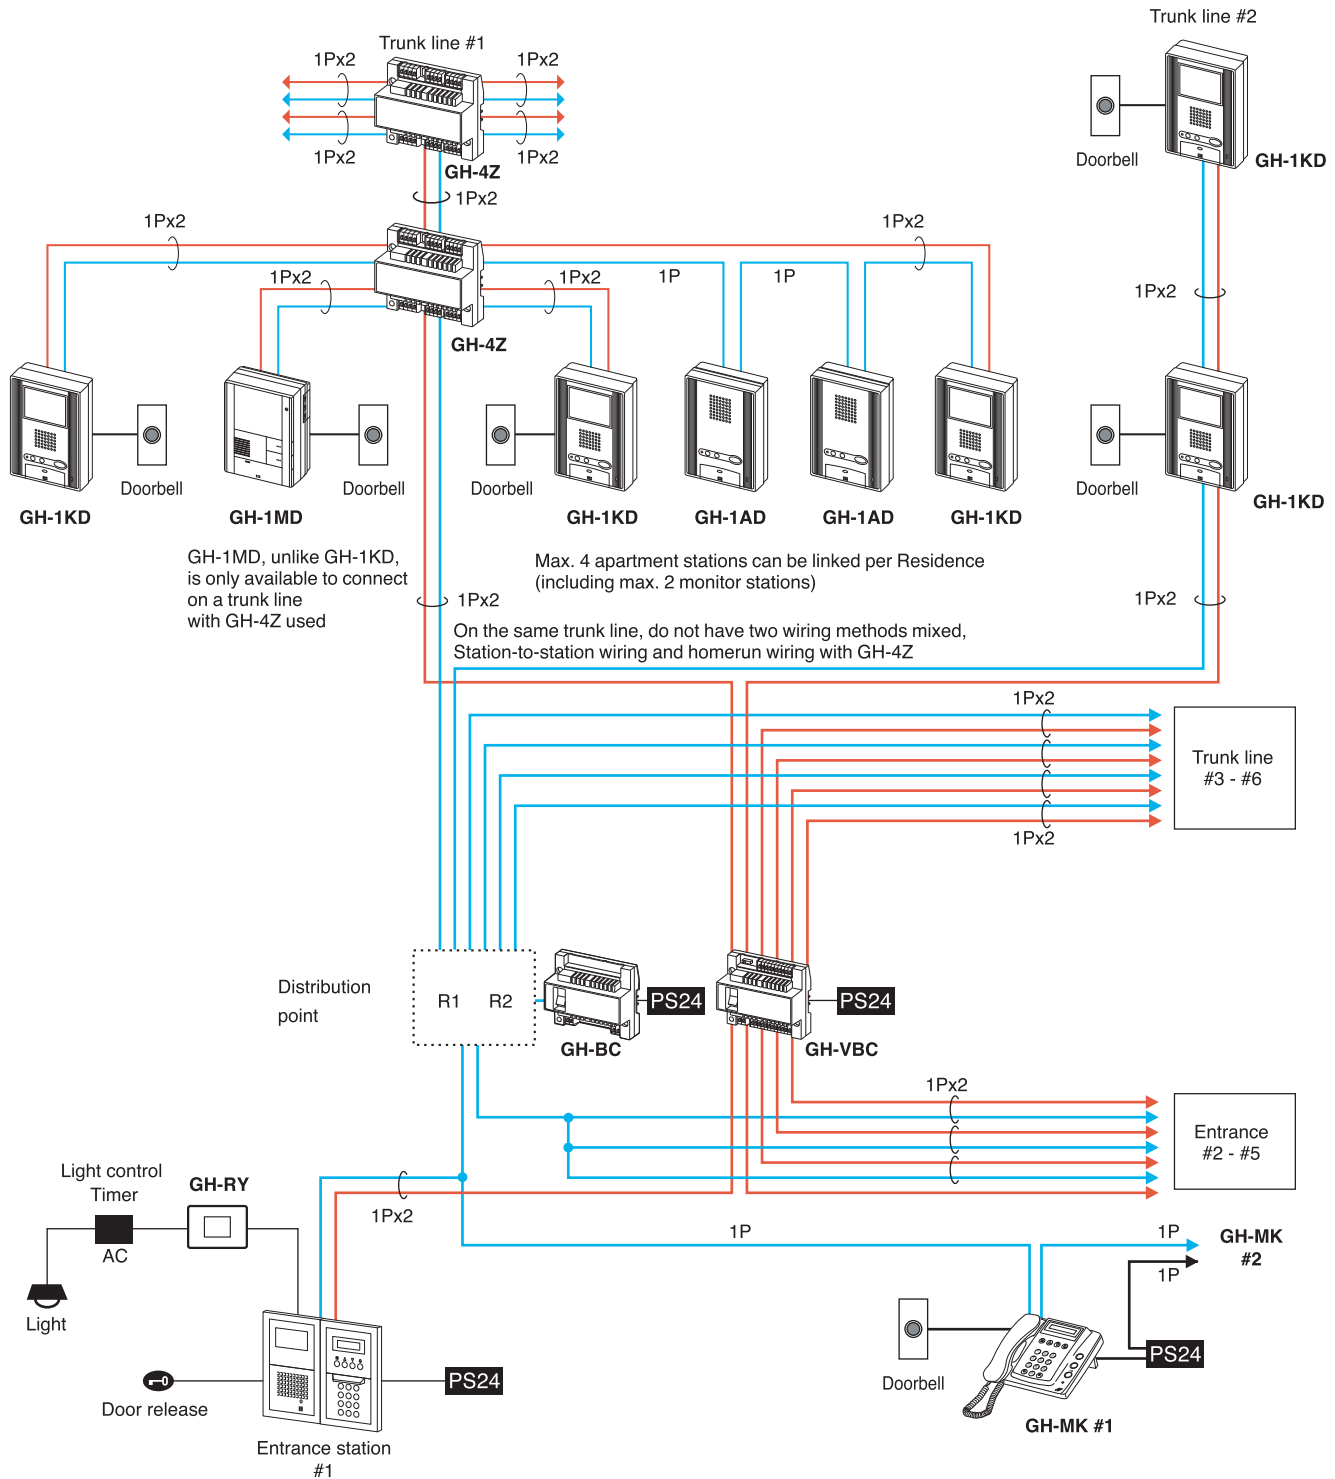 Trunk line #1
Trunk line #2
1Px2
1Px2
1Px2
1Px2
GH-4Z
1Px2
Doorbell
GH-1KD
1Px2
1Px2
1Px2
1P
1P
1Px2
1Px2
GH-4Z
Doorbell
Doorbell
Doorbell
Doorbell
GH-1KD
GH-1MD
GH-1KD
GH-1AD
GH-1AD
GH-1KD
GH-1KD
GH-1MD, unlike GH-1KD,
is only available to connect
on a trunk line
with GH-4Z used
Max. 4 apartment stations can be linked per Residence
(including max. 2 monitor stations)
1Px2
1Px2
On the same trunk line, do not have two wiring methods mixed,
Station-to-station wiring and homerun wiring with GH-4Z
1Px2
Trunk line
#3 - #6
1Px2
Distribution
point
R1
R2
PS24
PS24
GH-BC
GH-VBC
1Px2
Entrance
#2 - #5
Light control
Timer
GH-RY
AC
1Px2
1P
1P
GH-MK
#2
1P
Light
PS24
Doorbell
PS24
Door release
GH-MK #1
Entrance station
#1